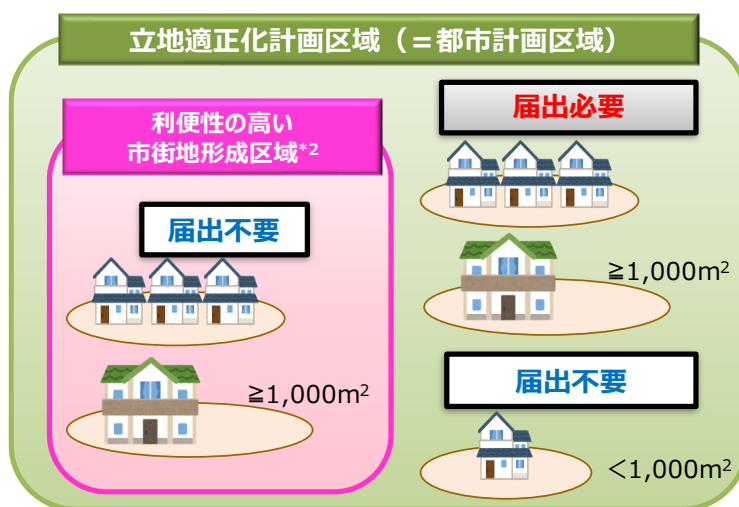 立地適正化計画区域（＝都市計画区域）
利便性の高い
市街地形成区域*2
届出不要
≧1,000m2
届出必要
≧1,000m2
届出不要
＜1,000m2